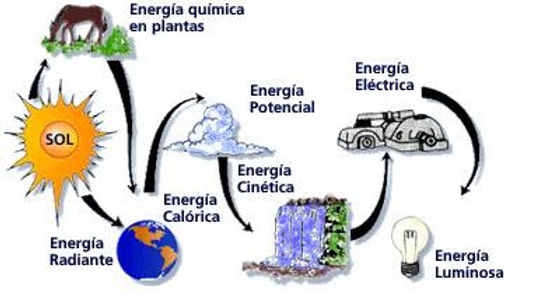 Energía química
en plantas
SOL
Energía
Radiante
Energía
Calórica
Energía
Potencial
Energía
Cinética
Energía
Eléctrica
Energía
Luminosa